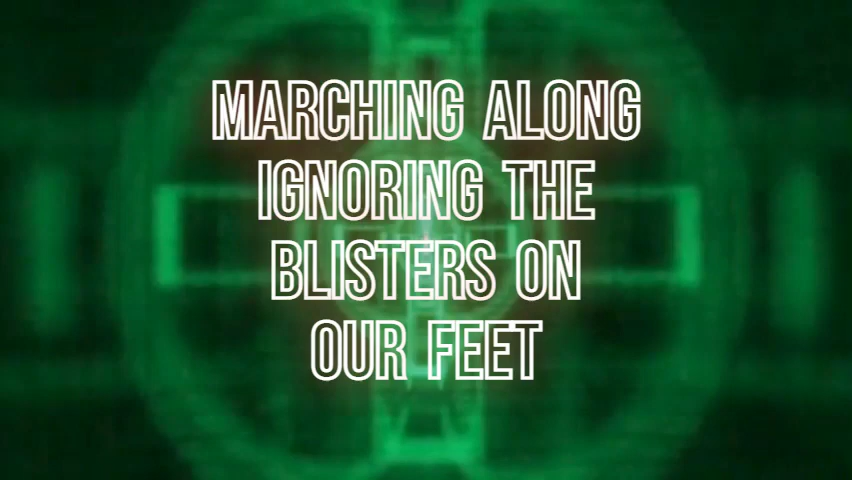 MARCHING ALONG
IGNORING THE
BLISTERS ON
OUR FEET